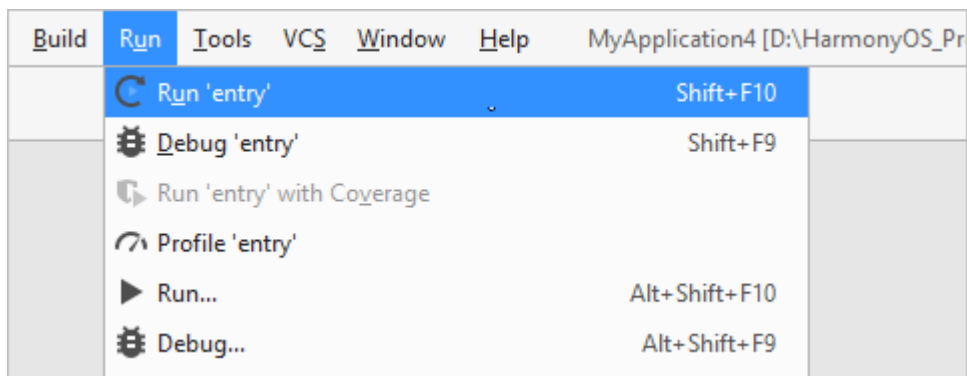 Build Run Tools VCS Window Help MyApplication4 [D:\HarmonyOS_Pr
Run 'entry' Shift+F10
Debug 'entry' Shift+F9
Run 'entry' with Coverage
Profile 'entry'
Run... Alt+Shift+F10
Debug... Alt+Shift+F9